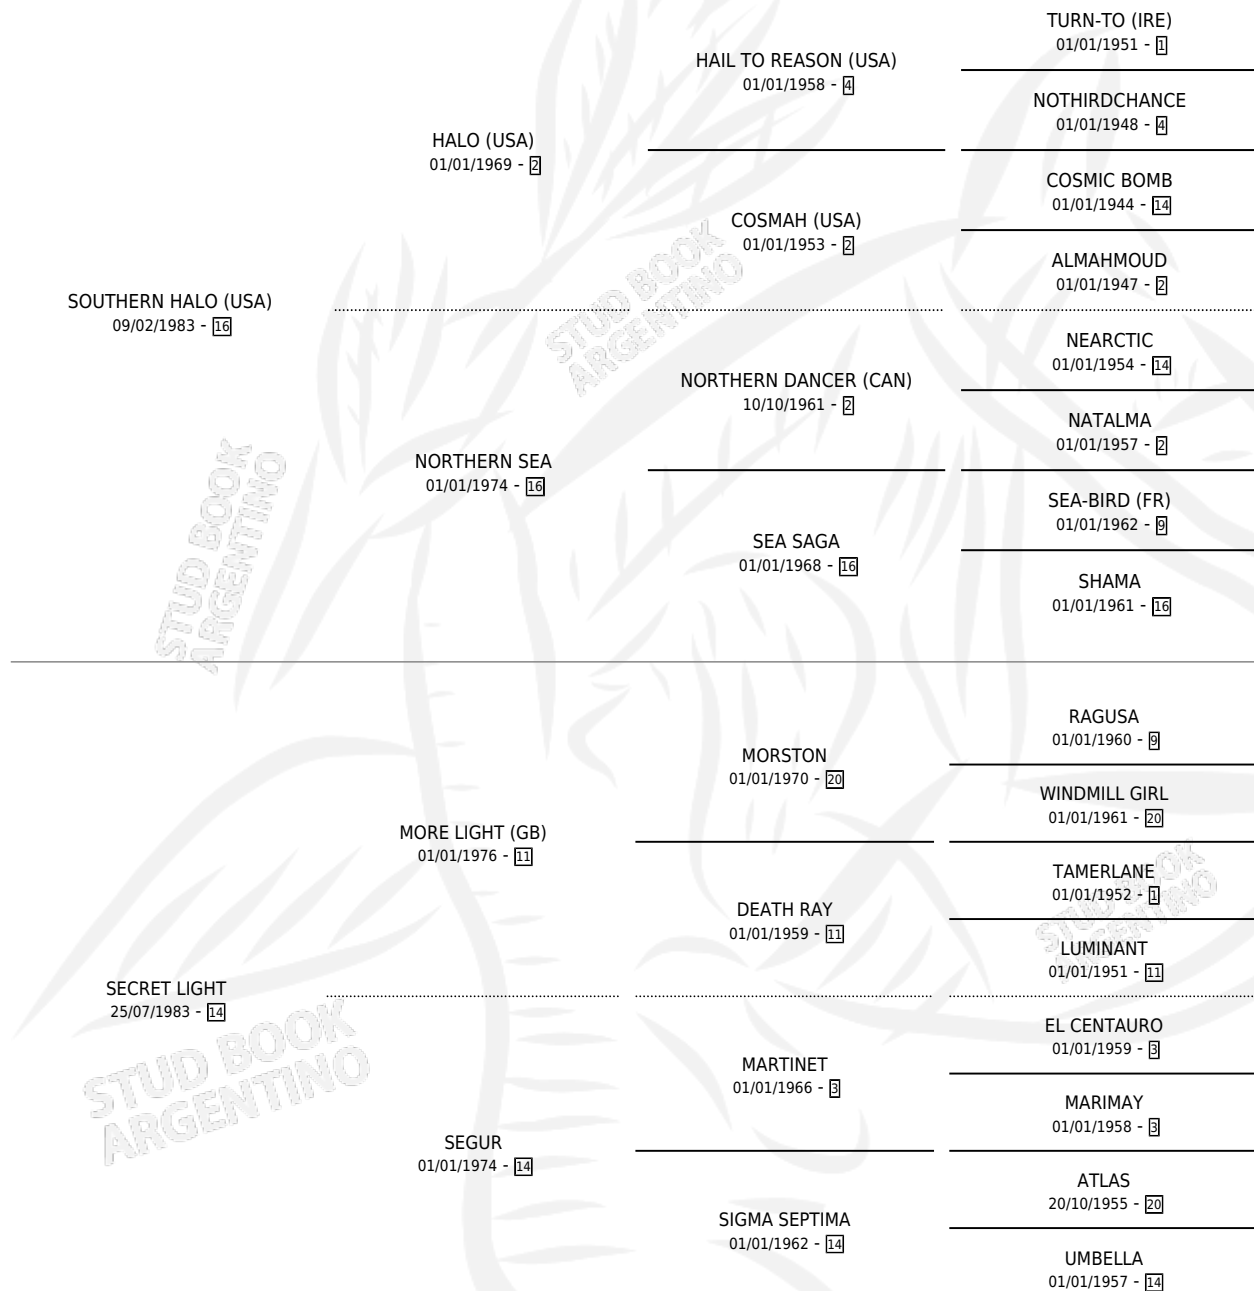 TURN-TO (IRE)
01/01/1951 - 1
HAIL TO REASON (USA)
01/01/1958 - 4
NOTHIRDCHANCE
01/01/1948 - 4
HALO (USA)
01/01/1969 - 2
COSMIC BOMB
01/01/1944 - 14
COSMAH (USA)
01/01/1953 - 2
ALMAHMOUD
01/01/1947 - 2
SOUTHERN HALO (USA)
09/02/1983 - 16
NEARCTIC
01/01/1954 - 14
NORTHERN DANCER (CAN)
10/10/1961 - 2
NATALMA
01/01/1957 - 2
NORTHERN SEA
01/01/1974 - 16
SEA-BIRD (FR)
01/01/1962 - 9
SEA SAGA
01/01/1968 - 16
SHAMA
01/01/1961 - 16
RAGUSA
01/01/1960 - 9
MORSTON
01/01/1970 - 20
WINDMILL GIRL
01/01/1961 - 20
MORE LIGHT (GB)
01/01/1976 - 11
TAMERLANE
01/01/1952 - 1
DEATH RAY
01/01/1959 - 11
LUMINANT
01/01/1951 - 11
SECRET LIGHT
25/07/1983 - 14
EL CENTAURO
01/01/1959 - 3
MARTINET
01/01/1966 - 3
MARIMAY
01/01/1958 - 3
SEGUR
01/01/1974 - 14
ATLAS
20/10/1955 - 20
SIGMA SEPTIMA
01/01/1962 - 14
UMBELLA
01/01/1957 - 14
STUD BOOK
ARGENTINO
STUD BOOK
ARGENTINO
STUD BOOK
ARGENTINO
STUD BOOK
ARGENTINO